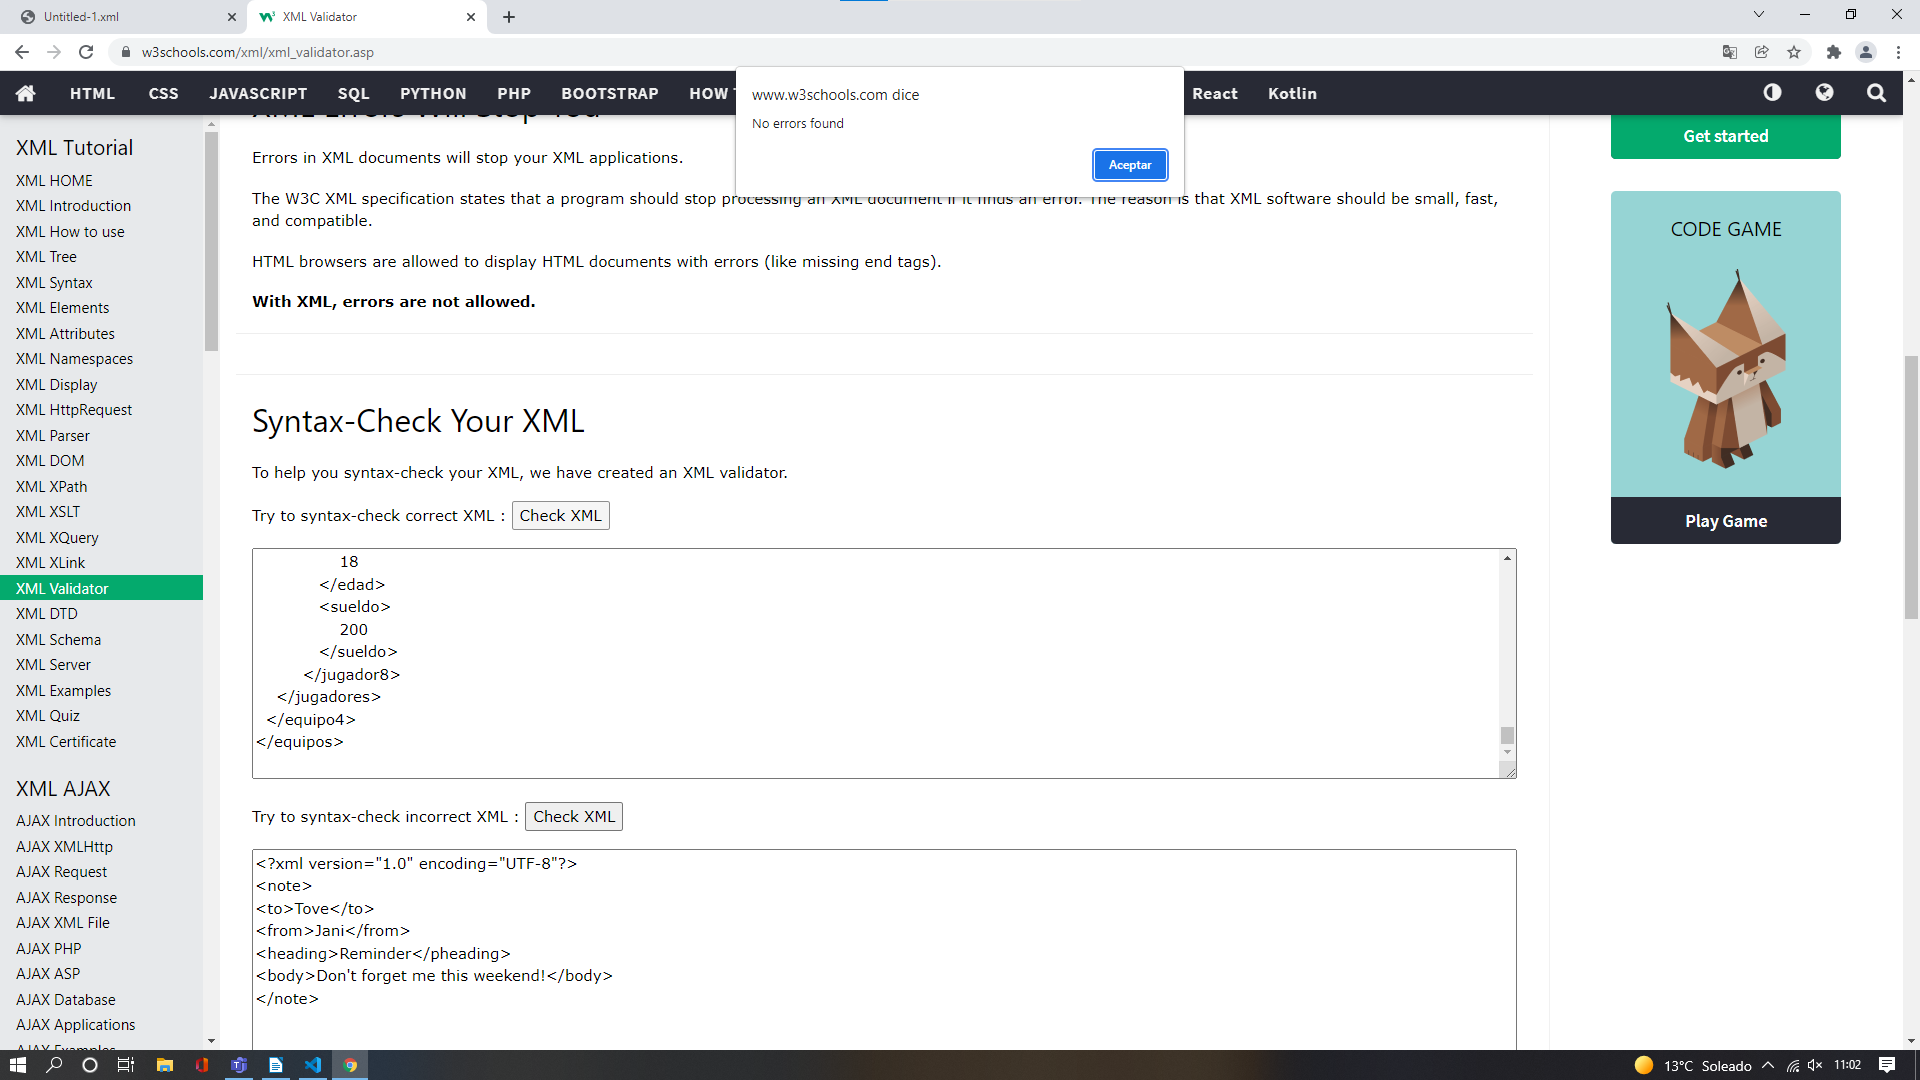 Untitled-1.xml
XML Validator
w3schools.com/xml/xml_validator.asp
HTML CSS JAVASCRIPT SQL PYTHON PHP BOOTSTRAP HOW React Kotlin
www.w3schools.com dice
No errors found
Aceptar
XML Tutorial
XML HOME
XML Introduction
XML How to use
XML Tree
XML Syntax
XML Elements
XML Attributes
XML Namespaces
XML Display
XML HttpRequest
XML Parser
XML DOM
XML XPath
XML XSLT
XML XQuery
XML XLink
XML Validator
XML DTD
XML Schema
XML Server
XML Examples
XML Quiz
XML Certificate
XML AJAX
AJAX Introduction
AJAX XMLHttp
AJAX Request
AJAX Response
AJAX XML File
AJAX PHP
AJAX ASP
AJAX Database
AJAX Applications
AJAX Examples
XML Errors Will Stop You
Errors in XML documents will stop your XML applications.
The W3C XML specification states that a program should stop processing an XML document if it finds an error. The reason is that XML software should be small, fast,
and compatible.
HTML browsers are allowed to display HTML documents with errors (like missing end tags).
With XML, errors are not allowed.
Syntax-Check Your XML
To help you syntax-check your XML, we have created an XML validator.
Try to syntax-check correct XML : Check XML
18
</edad>
<sueldo>
200
</sueldo>
</jugador8>
</jugadores>
</equipo4>
</equipos>
Try to syntax-check incorrect XML : Check XML
<?xml version="1.0" encoding="UTF-8"?>
<note>
<to>Tove</to>
<from>Jani</from>
<heading>Reminder</pheading>
<body>Don't forget me this weekend!</body>
</note>
Get started
CODE GAME
Play Game
13°C Soleado
11:02